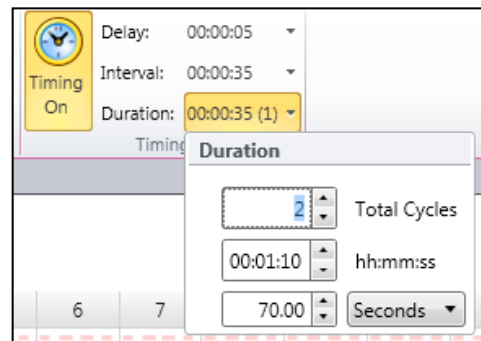 Timing On
Delay: 00:00:05
Interval: 00:00:35
Duration: 00:00:35 (1)
Timing
Duration
2 Total Cycles
00:01:10 hh:mm:ss
70.00 Seconds
6 7